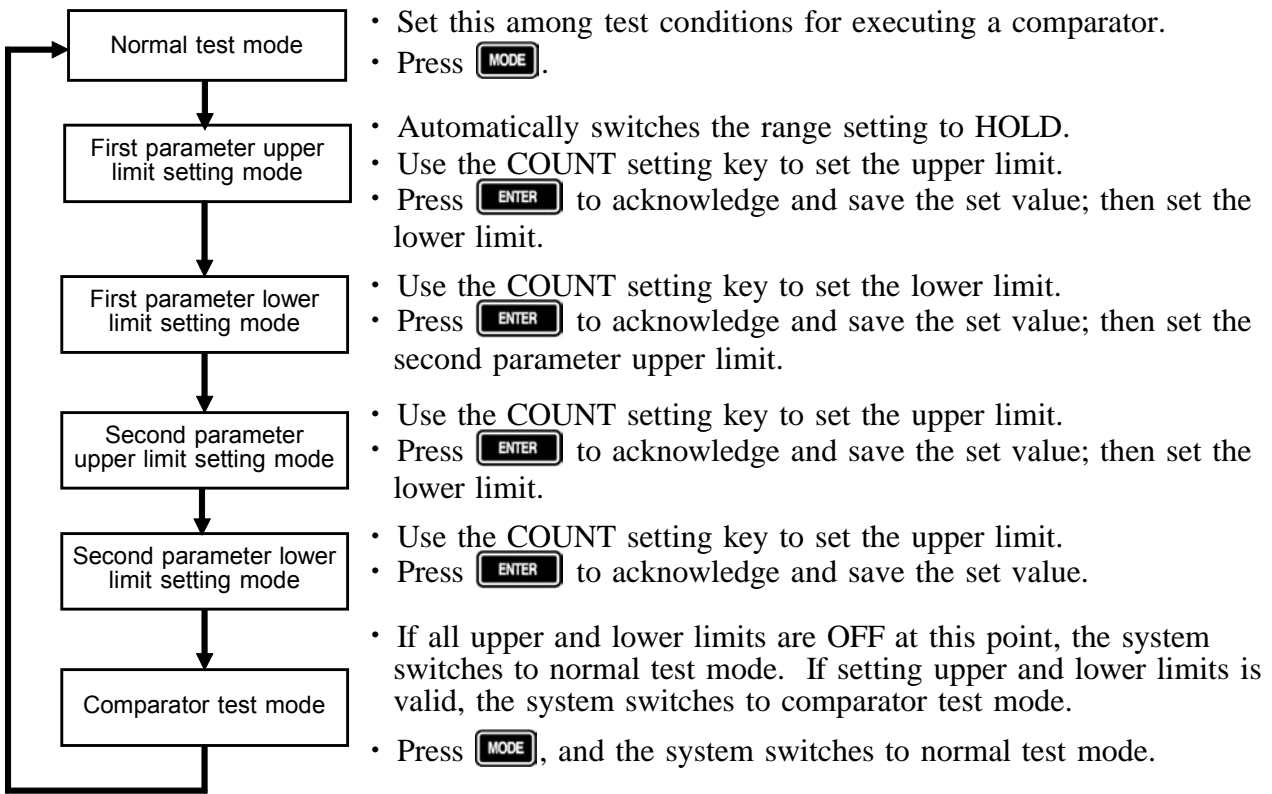 Normal test mode
・Set this among test conditions for executing a comparator.
・Press MODE.
First parameter upper
limit setting mode
・Automatically switches the range setting to HOLD.
・Use the COUNT setting key to set the upper limit.
・Press ENTER to acknowledge and save the set value; then set the
lower limit.
First parameter lower
limit setting mode
・Use the COUNT setting key to set the lower limit.
・Press ENTER to acknowledge and save the set value; then set the
second parameter upper limit.
Second parameter
upper limit setting mode
・Use the COUNT setting key to set the upper limit.
・Press ENTER to acknowledge and save the set value; then set the
lower limit.
Second parameter lower
limit setting mode
・Use the COUNT setting key to set the upper limit.
・Press ENTER to acknowledge and save the set value.
Comparator test mode
・If all upper and lower limits are OFF at this point, the system
switches to normal test mode. If setting upper and lower limits is
valid, the system switches to comparator test mode.
・Press MODE, and the system switches to normal test mode.